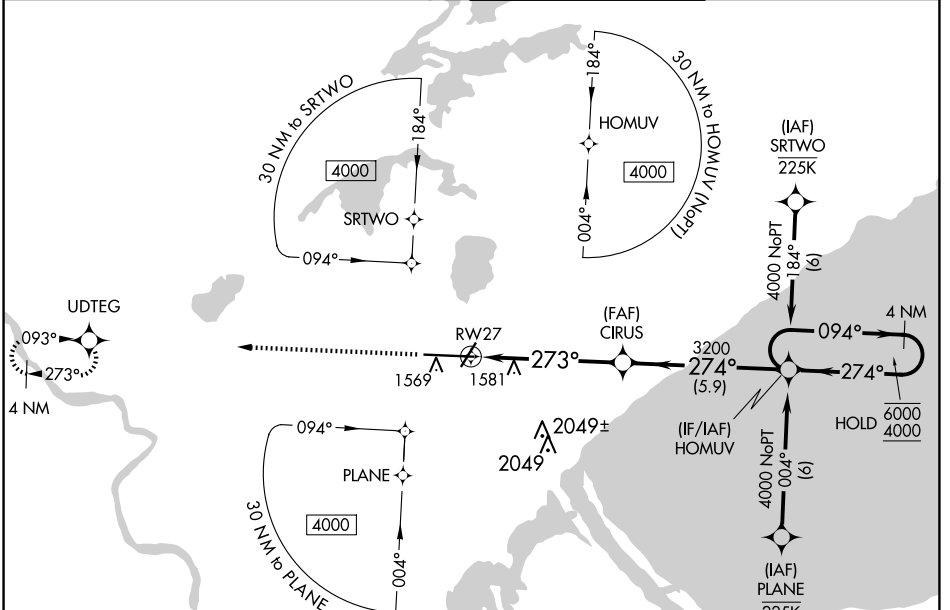 30 NM to SRTWO
184°
4000
SRTWO
094°
184°
HOMUV
4000
004°
30 NM to HOMUV (NoPT)
(IAF)
SRTWO
225K
4000 NoPT
184°
(6)
UDTEG
093°
273°
4 NM
RW27
1569
1581
273°
(FAF)
CIRUS
3200
274°
(5.9)
094°
4 NM
274°
HOLD
6000
4000
(IF/IAF)
HOMUV
2049±
2049
094°
PLANE
4000
004°
30 NM to PLANE
4000 NoPT
004°
(6)
(IAF)
PLANE
225K